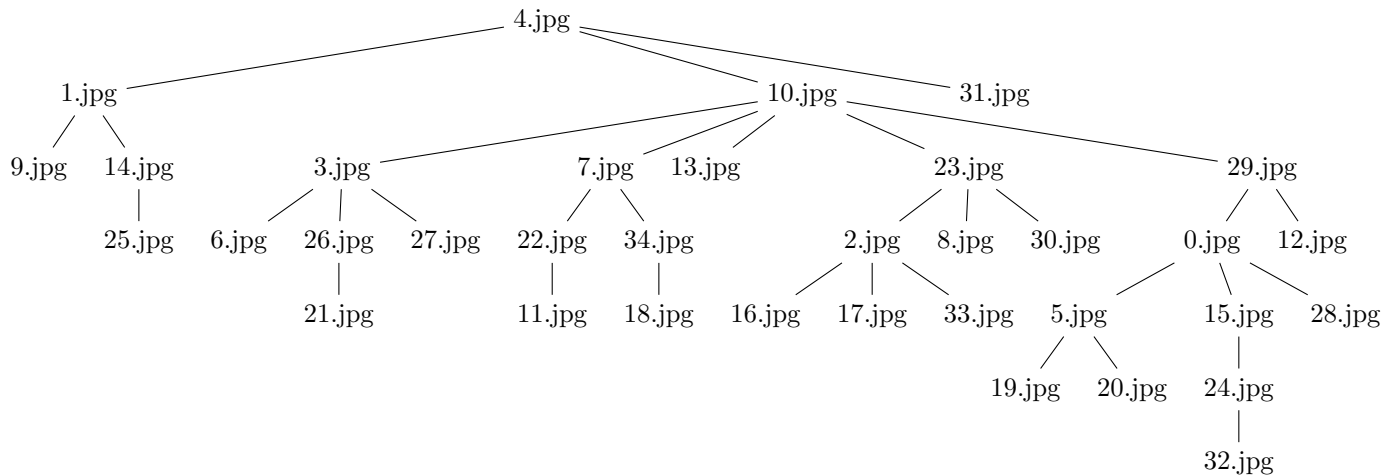 4.jpg
1.jpg 10.jpg 31.jpg
9.jpg 14.jpg 3.jpg 7.jpg 13.jpg 23.jpg 29.jpg
25.jpg 6.jpg 26.jpg 27.jpg 22.jpg 34.jpg 2.jpg 8.jpg 30.jpg 0.jpg 12.jpg
21.jpg 11.jpg 18.jpg 16.jpg 17.jpg 33.jpg 5.jpg 15.jpg 28.jpg
19.jpg 20.jpg 24.jpg
32.jpg